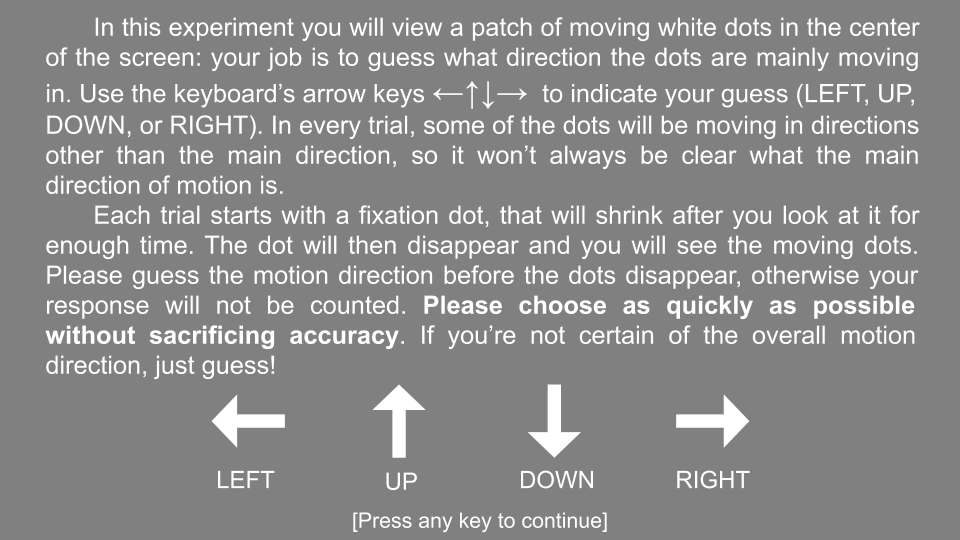 In this experiment you will view a patch of moving white dots in the center
of the screen: your job is to guess what direction the dots are mainly moving
in. Use the keyboard’s arrow keys ←↑↓→ to indicate your guess (LEFT, UP,
DOWN, or RIGHT). In every trial, some of the dots will be moving in directions
other than the main direction, so it won’t always be clear what the main
direction of motion is.
Each trial starts with a fixation dot, that will shrink after you look at it for
enough time. The dot will then disappear and you will see the moving dots.
Please guess the motion direction before the dots disappear, otherwise your
response will not be counted. Please choose as quickly as possible
without sacrificing accuracy. If you’re not certain of the overall motion
direction, just guess!
LEFT UP DOWN RIGHT
[Press any key to continue]